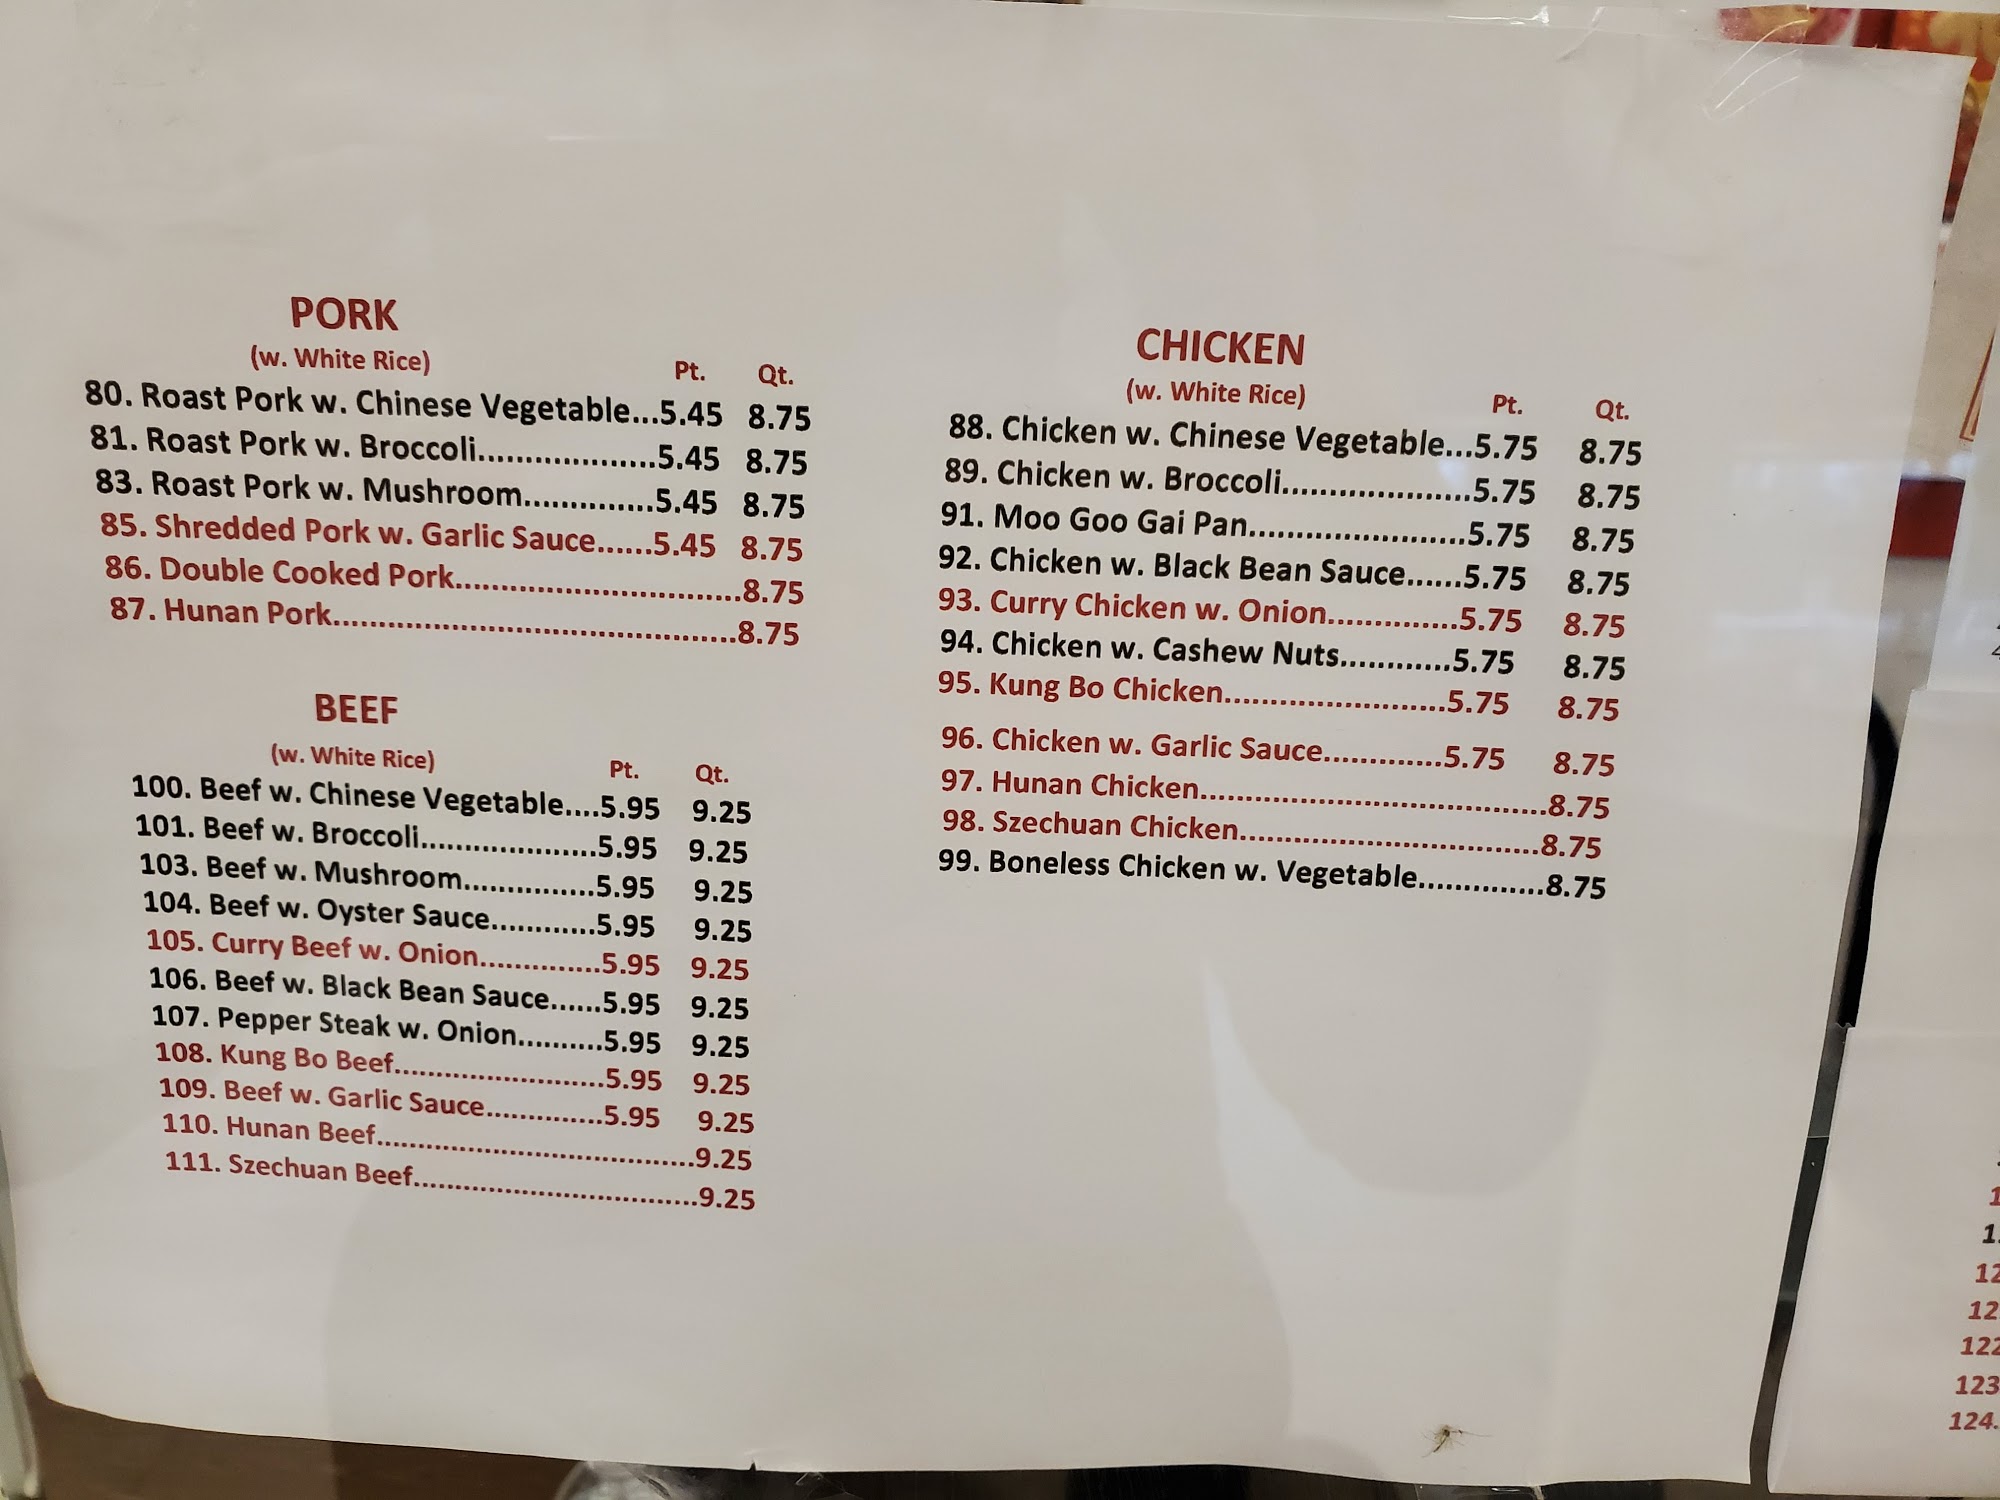 PORK
(w. White Rice)
Pt. Qt.
80. Roast Pork w. Chinese Vegetable...5.45 8.75
81. Roast Pork w. Broccoli...................5.45 8.75
83. Roast Pork w. Mushroom..............5.45 8.75
85. Shredded Pork w. Garlic Sauce......5.45 8.75
86. Double Cooked Pork...............................8.75
87. Hunan Pork............................................8.75
BEEF
(w. White Rice)
Pt. Qt.
100. Beef w. Chinese Vegetable....5.95 9.25
101. Beef w. Broccoli.....................5.95 9.25
103. Beef w. Mushroom...............5.95 9.25
104. Beef w. Oyster Sauce............5.95 9.25
105. Curry Beef w. Onion..............5.95 9.25
106. Beef w. Black Bean Sauce......5.95 9.25
107. Pepper Steak w. Onion..........5.95 9.25
108. Kung Bo Beef.........................5.95 9.25
109. Beef w. Garlic Sauce..............5.95 9.25
110. Hunan Beef......................................9.25
111. Szechuan Beef..................................9.25
CHICKEN
(w. White Rice)
Pt. Qt.
88. Chicken w. Chinese Vegetable...5.75 8.75
89. Chicken w. Broccoli.....................5.75 8.75
91. Moo Goo Gai Pan........................5.75 8.75
92. Chicken w. Black Bean Sauce......5.75 8.75
93. Curry Chicken w. Onion..............5.75 8.75
94. Chicken w. Cashew Nuts............5.75 8.75
95. Kung Bo Chicken.........................5.75 8.75
96. Chicken w. Garlic Sauce.............5.75 8.75
97. Hunan Chicken.......................................8.75
98. Szechuan Chicken..................................8.75
99. Boneless Chicken w. Vegetable..............8.75
122
123
124.